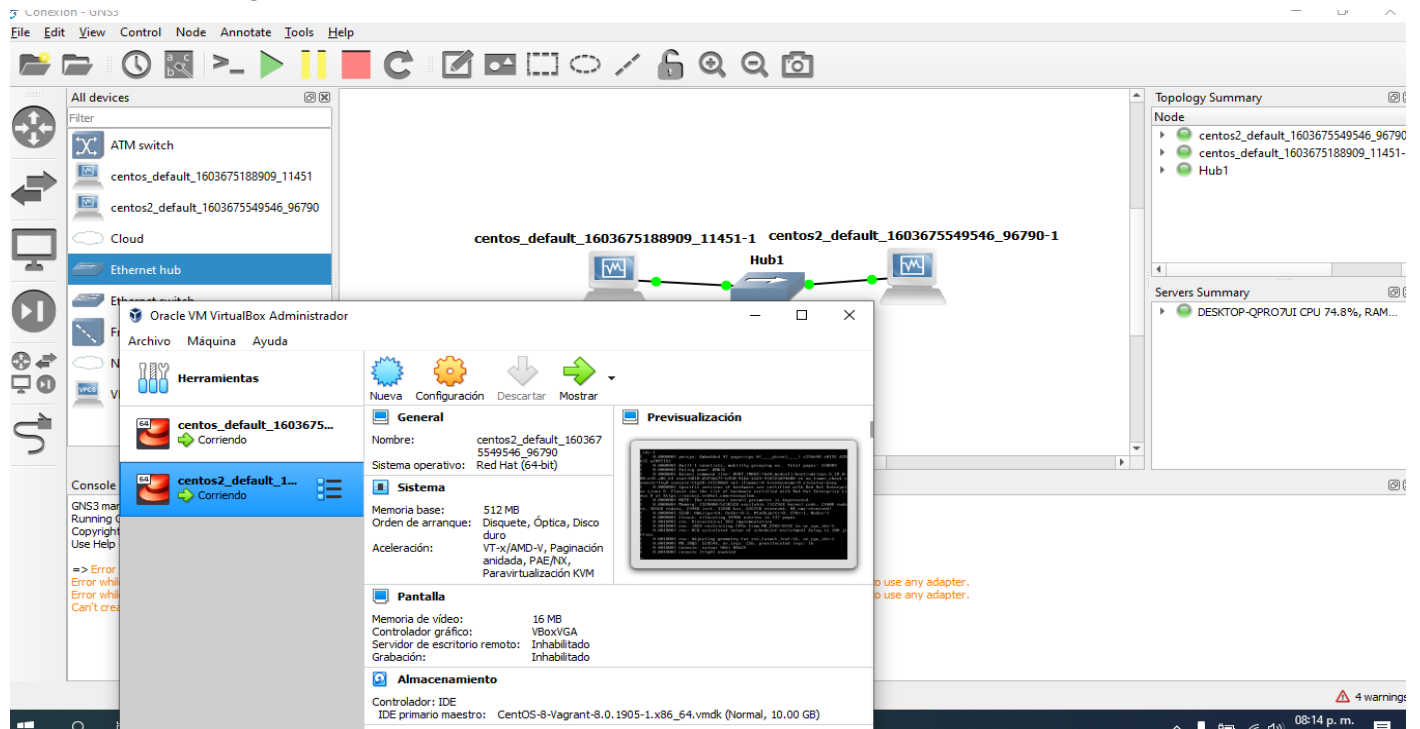 Conexion - GNS3
File Edit View Control Node Annotate Tools Help
All devices
Filter
ATM switch
centos_default_1603675188909_11451
centos2_default_1603675549546_96790
Cloud
Ethernet hub
Ethernet switch
centos_default_1603675188909_11451-1
centos2_default_1603675549546_96790-1
Hub1
Topology Summary
Node
centos2_default_1603675549546_96790
centos_default_1603675188909_11451-
Hub1
Servers Summary
DESKTOP-QPRO7UI CPU 74.8%, RAM...
Oracle VM VirtualBox Administrador
Archivo Máquina Ayuda
Herramientas
Nueva Configuración Descartar Mostrar
64 centos_default_1603675...
Corriendo
64 centos2_default_1...
Corriendo
General
Nombre: centos2_default_160367
5549546_96790
Sistema operativo: Red Hat (64-bit)
Sistema
Memoria base: 512 MB
Orden de arranque: Disquete, Óptica, Disco
duro
Aceleración: VT-x/AMD-V, Paginación
anidada, PAE/NX,
Paravirtualización KVM
Pantalla
Memoria de vídeo: 16 MB
Controlador gráfico: VBoxVGA
Servidor de escritorio remoto: Inhabilitado
Grabación: Inhabilitado
Almacenamiento
Controlador: IDE
IDE primario maestro: CentOS-8-Vagrant-8.0.1905-1.x86_64.vmdk (Normal, 10.00 GB)
Previsualización
Console
GNS3 mar
Running
Copyright
Use Help
=> Error
Error whil
Error whil
Can't crea
o use any adapter.
o use any adapter.
4 warnings
08:14 p. m.